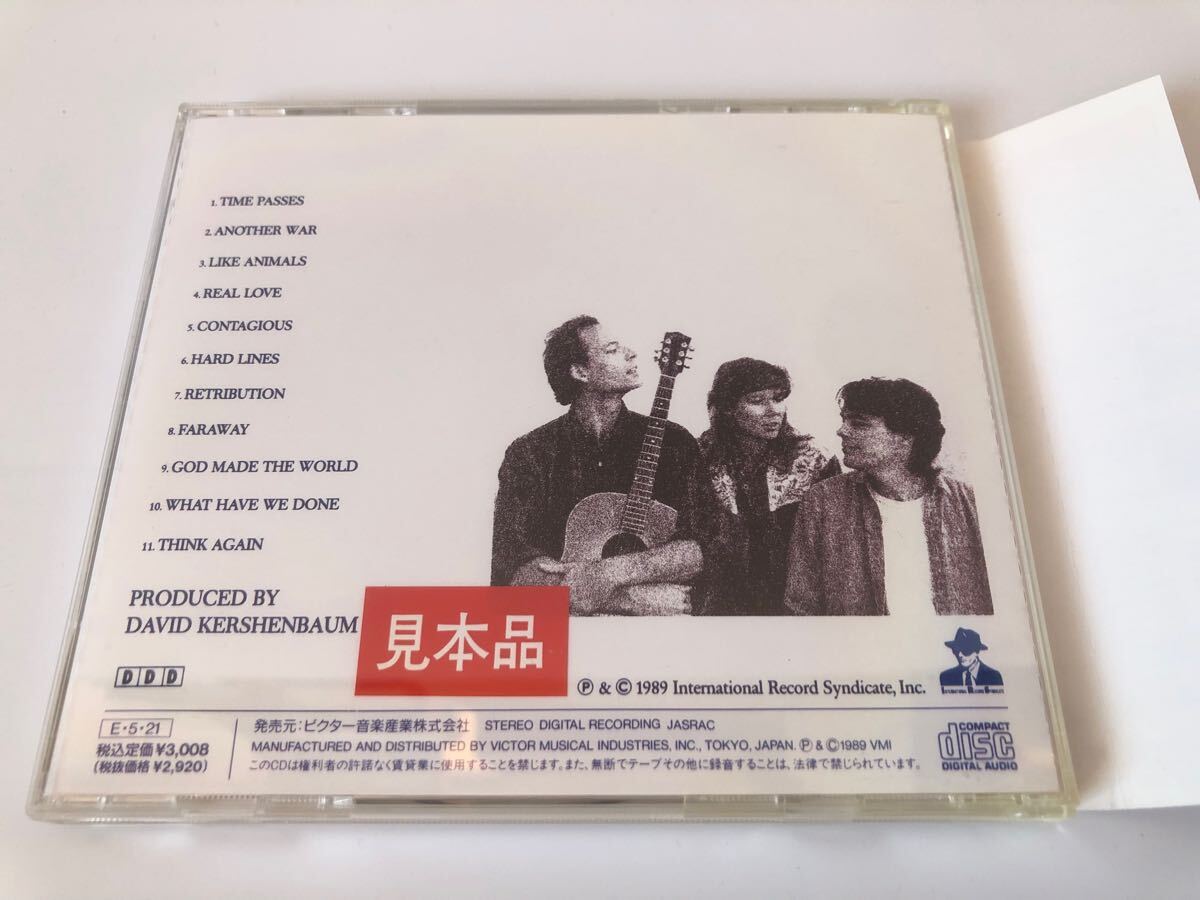 1. TIME PASSES
2. ANOTHER WAR
3. LIKE ANIMALS
4. REAL LOVE
5. CONTAGIOUS
6. HARD LINES
7. RETRIBUTION
8. FARAWAY
9. GOD MADE THE WORLD
10. WHAT HAVE WE DONE
11. THINK AGAIN
PRODUCED BY
DAVID KERSHENBAUM
見本品
DDD
Ⓟ & © 1989 International Record Syndicate, Inc.
INTERNATIONAL RECORD SYNDICATE
E・5・21
税込定価¥3,008
(税抜価格¥2,920)
発売元:ビクター音楽産業株式会社 STEREO DIGITAL RECORDING JASRAC
MANUFACTURED AND DISTRIBUTED BY VICTOR MUSICAL INDUSTRIES, INC., TOKYO, JAPAN. Ⓟ & ©1989 VMI
このCDは権利者の許諾なく賃貸業に使用することを禁じます。また、無断でテープその他に録音することは、法律で禁じられています。
COMPACT
disc
DIGITAL AUDIO